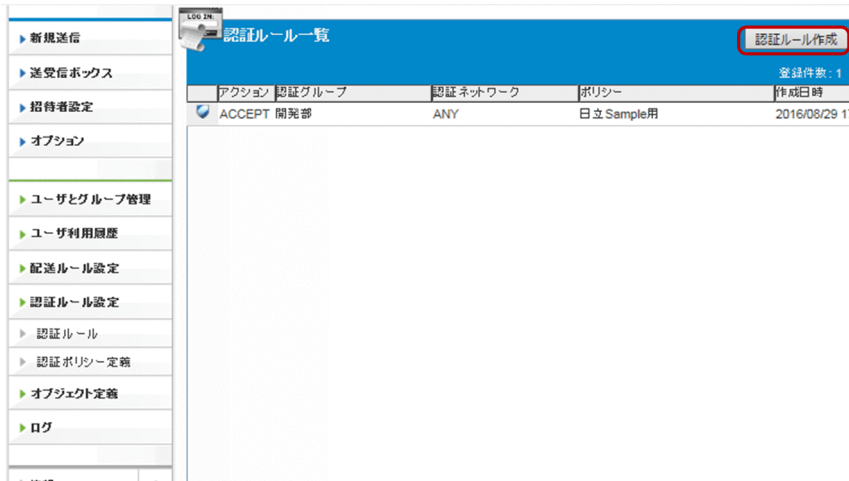 新規送信
送受信ボックス
招待者設定
オプション
ユーザとグループ管理
ユーザ利用履歴
配送ルール設定
認証ルール設定
認証ルール
認証ポリシー定義
オブジェクト定義
ログ
LOG IN:
認証ルール一覧
認証ルール作成
登録件数: 1
アクション 認証グループ 認証ネットワーク ポリシー 作成日時
ACCEPT 開発部 ANY 日立Sample用 2016/08/29 1